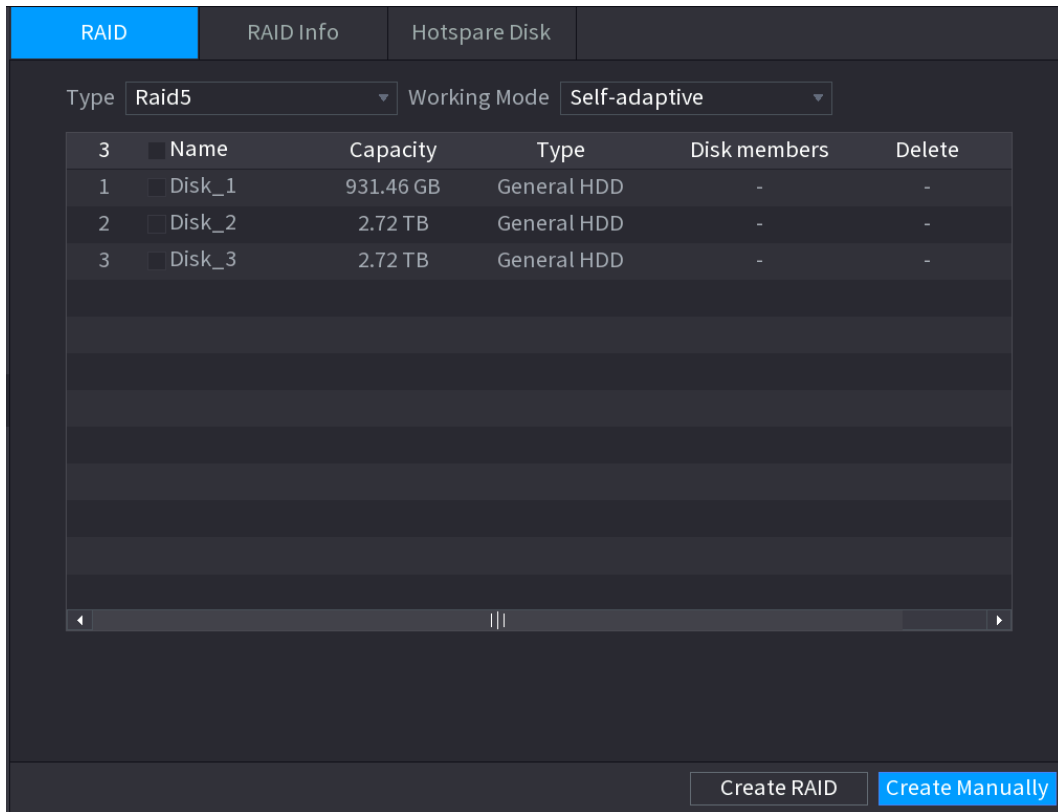 RAID RAID Info Hotspare Disk
Type Raid5 Working Mode Self-adaptive
3 Name Capacity Type Disk members Delete
1 Disk_1 931.46 GB General HDD - -
2 Disk_2 2.72 TB General HDD - -
3 Disk_3 2.72 TB General HDD - -
Create RAID Create Manually